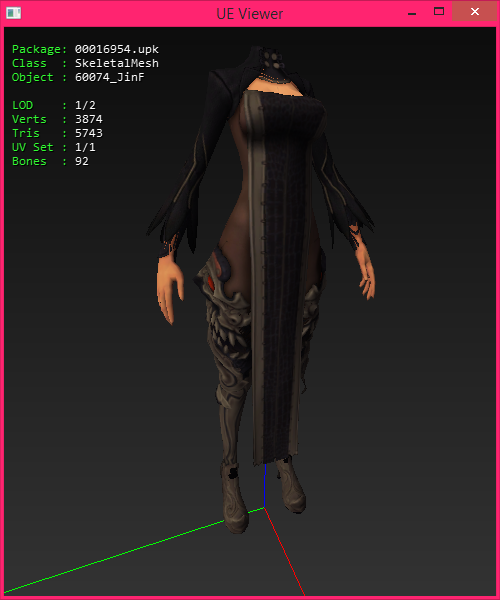 UE Viewer
Package: 00016954.upk
Class : SkeletalMesh
Object : 60074_JinF
LOD : 1/2
Verts : 3874
Tris : 5743
UV Set : 1/1
Bones : 92